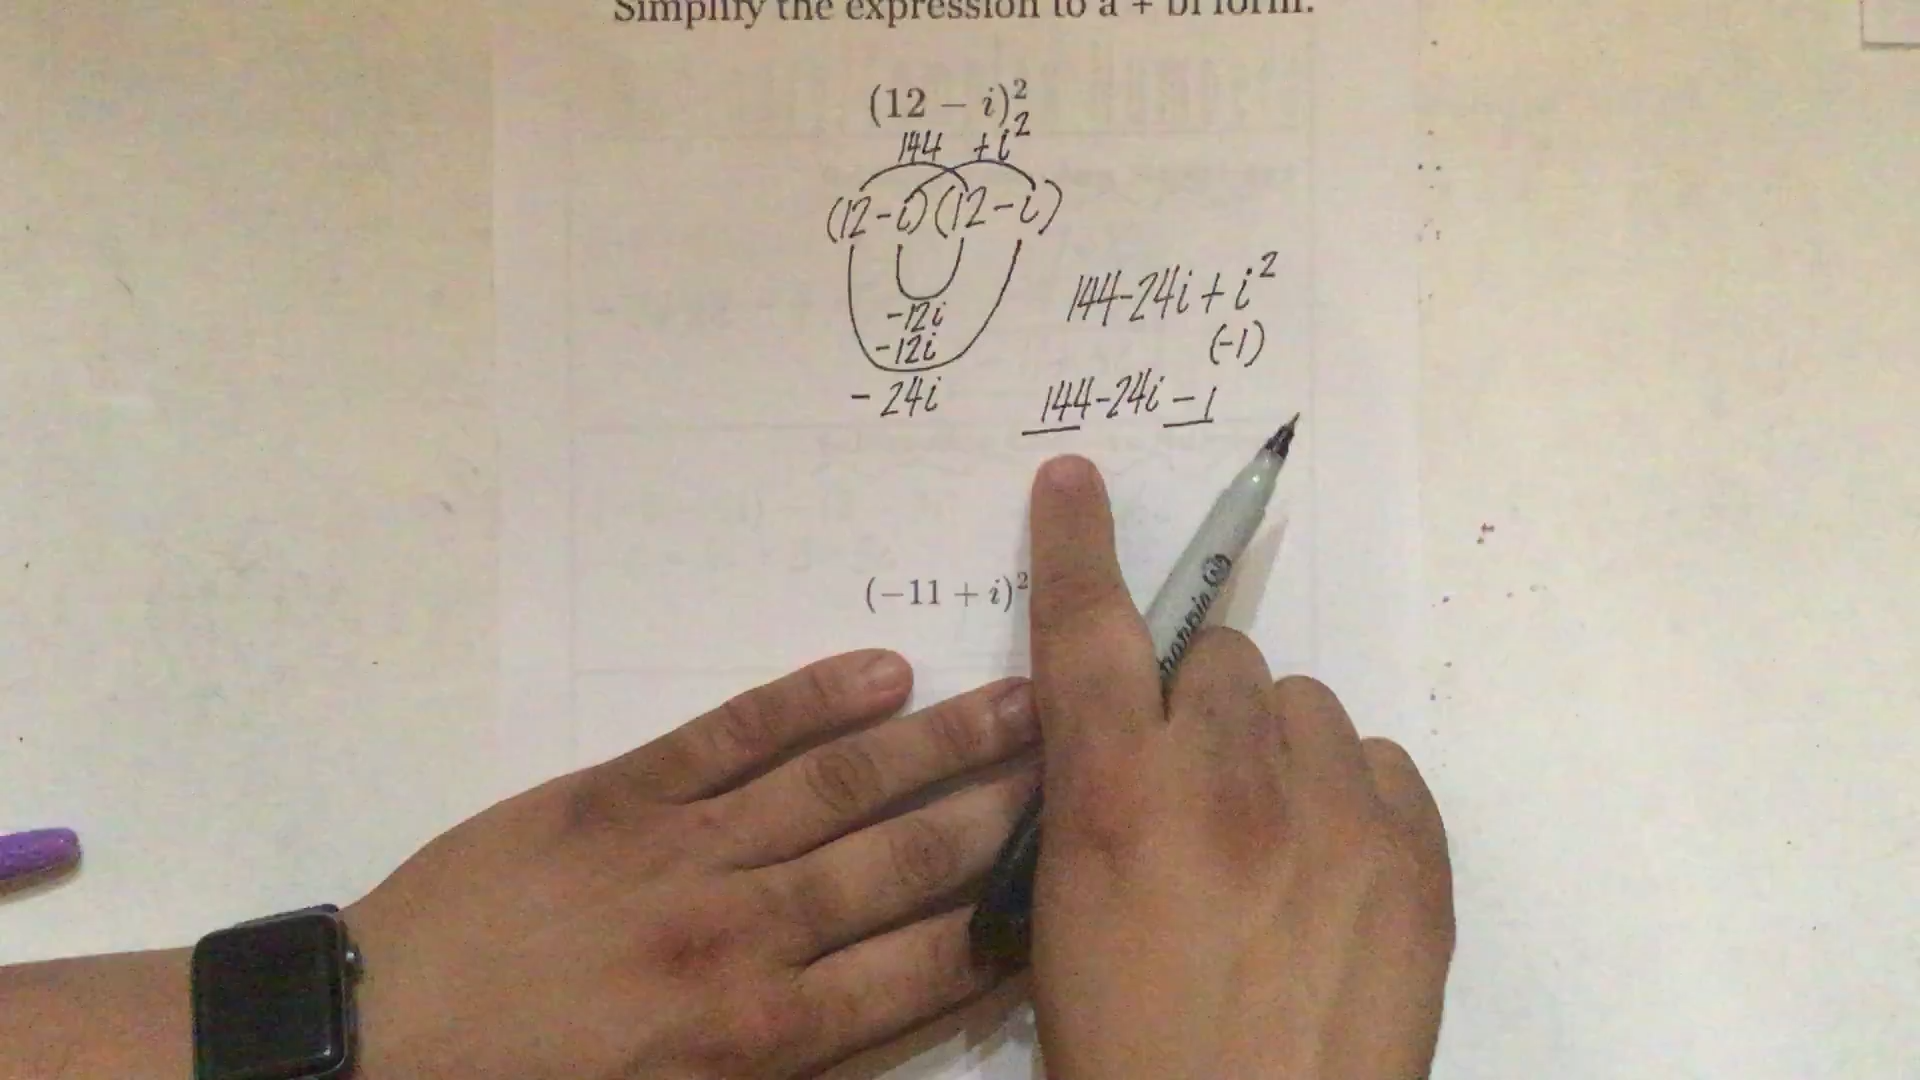 Simplify the expression to a + bi form.
(12 − i)²
144 +i²
(12-i)(12-i)
-12i
-12i
-24i
144-24i+i²
(-1)
144-24i-1
(−11 + i)²